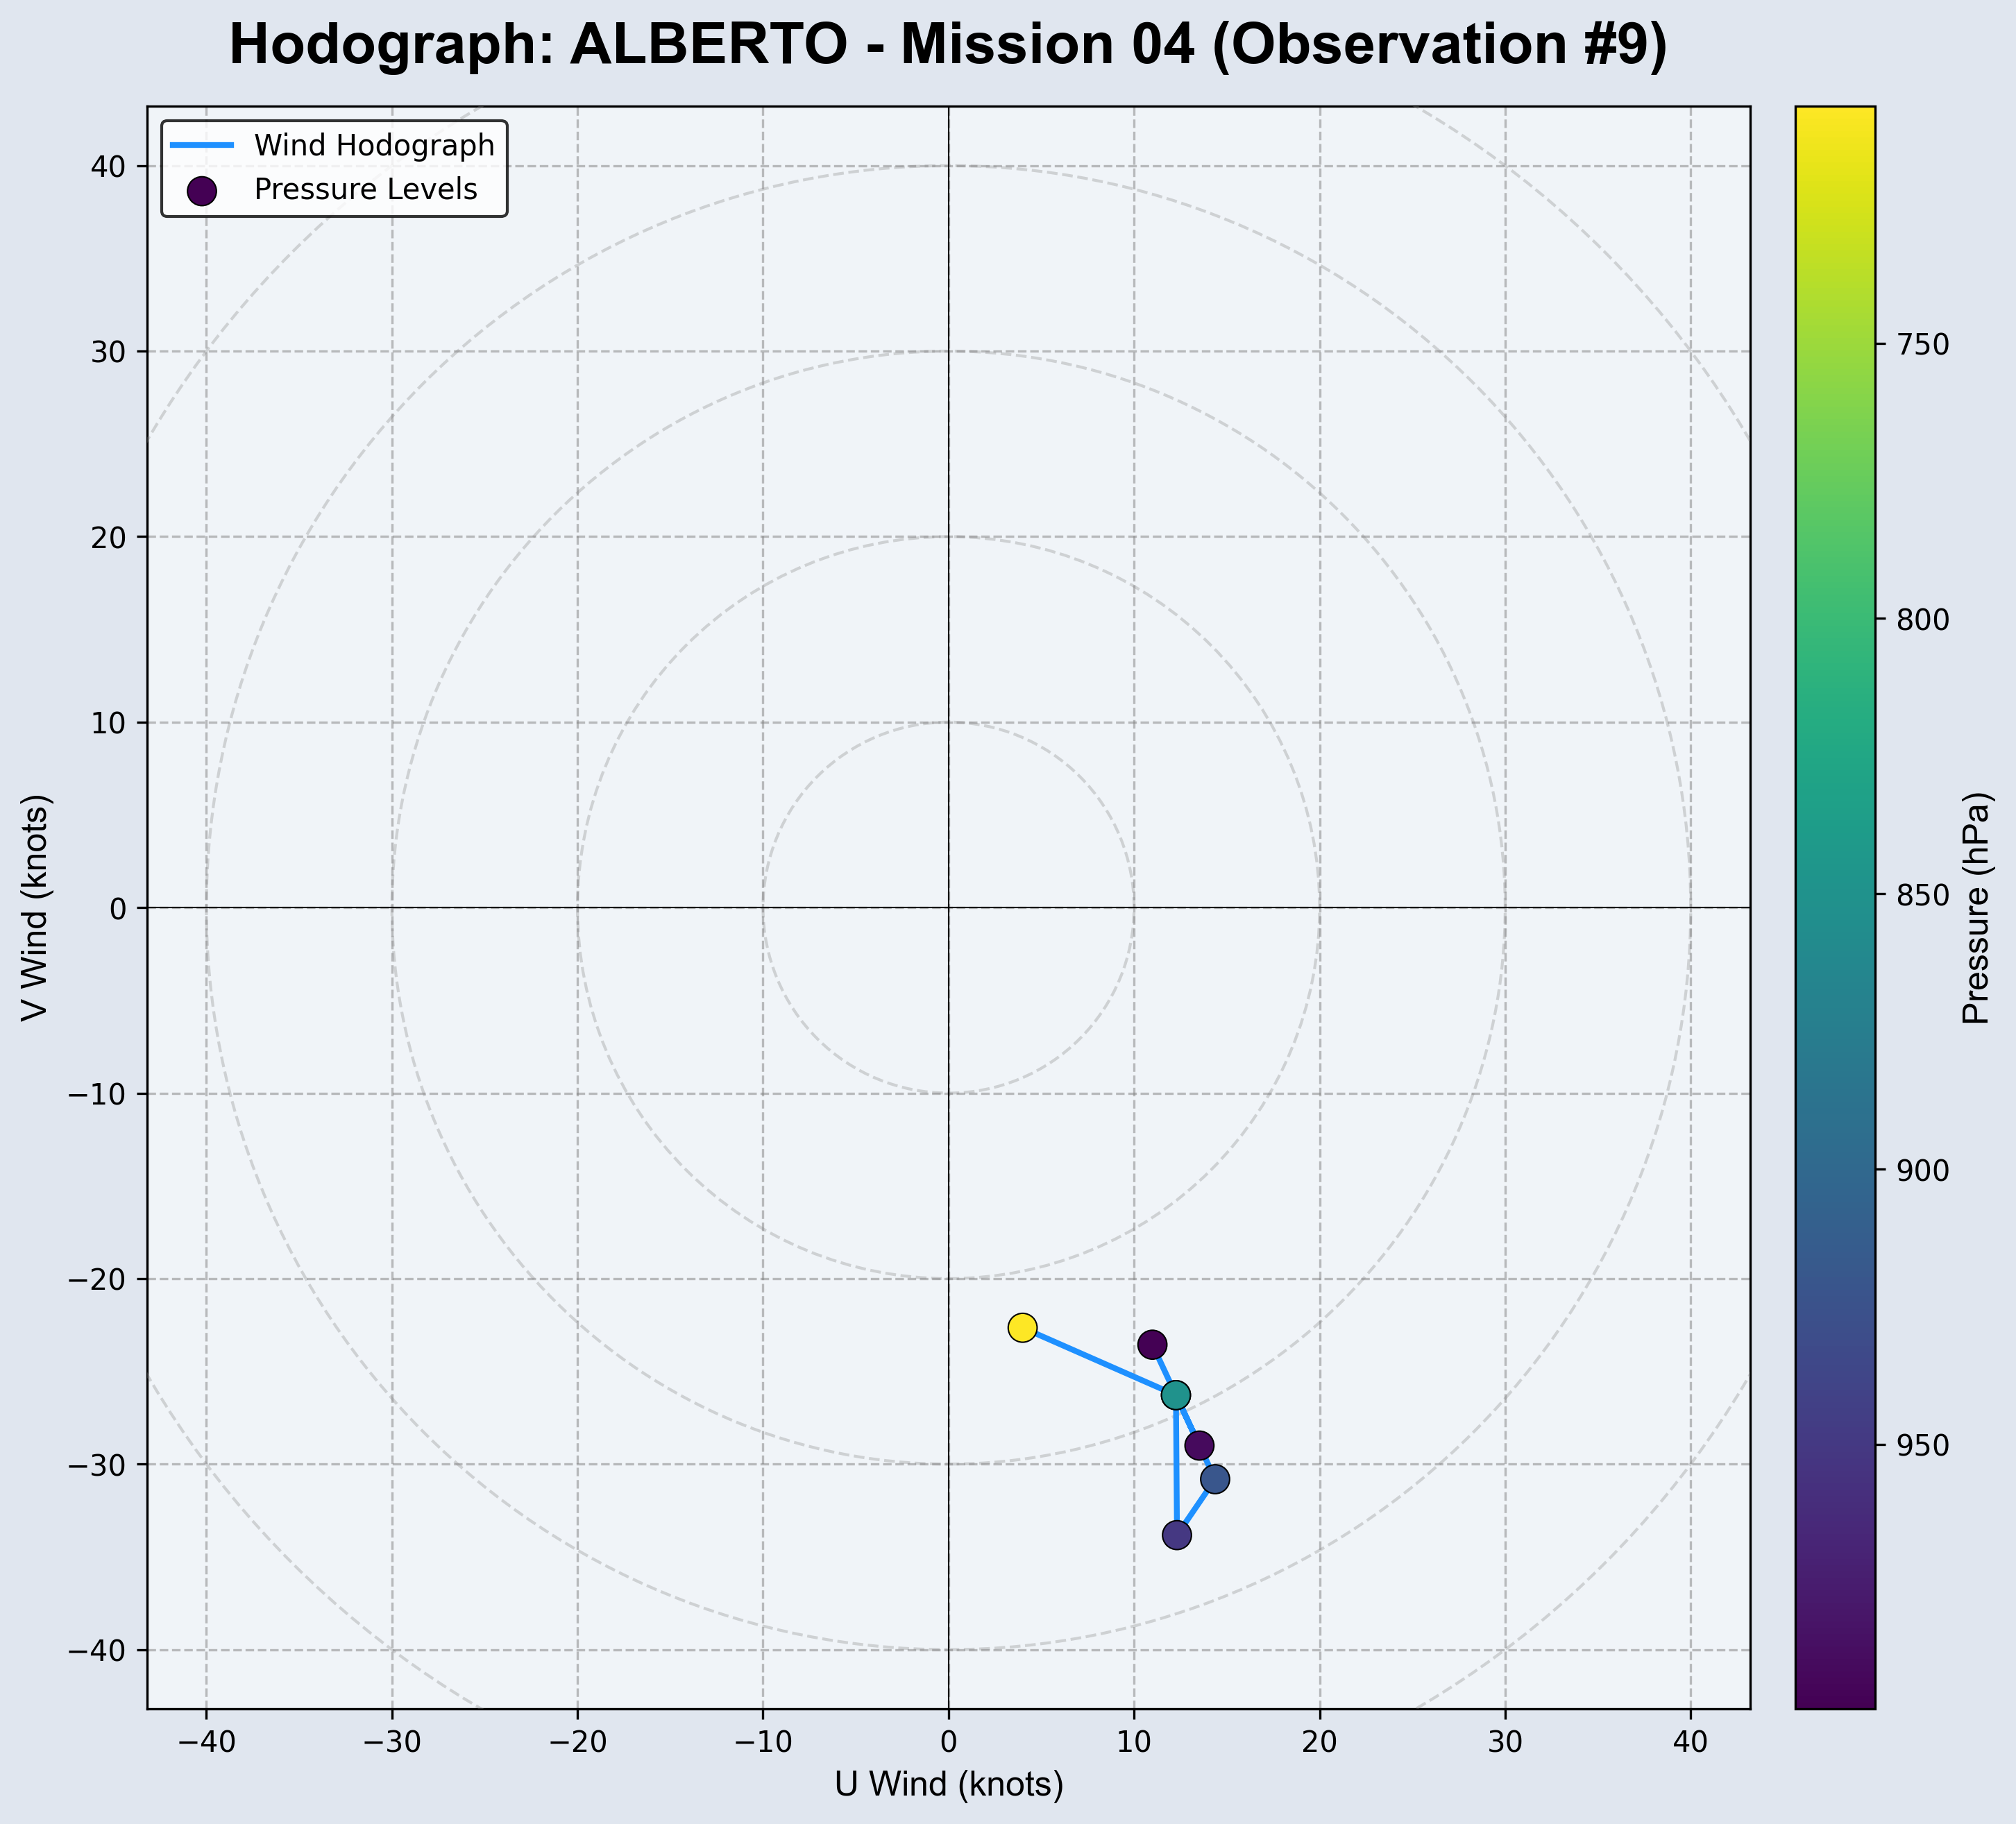 Hodograph: ALBERTO - Mission 04 (Observation #9)
Wind Hodograph
Pressure Levels
40
30
20
10
0
−10
−20
−30
−40
V Wind (knots)
−40 −30 −20 −10 0 10 20 30 40
U Wind (knots)
750
800
850
900
950
Pressure (hPa)